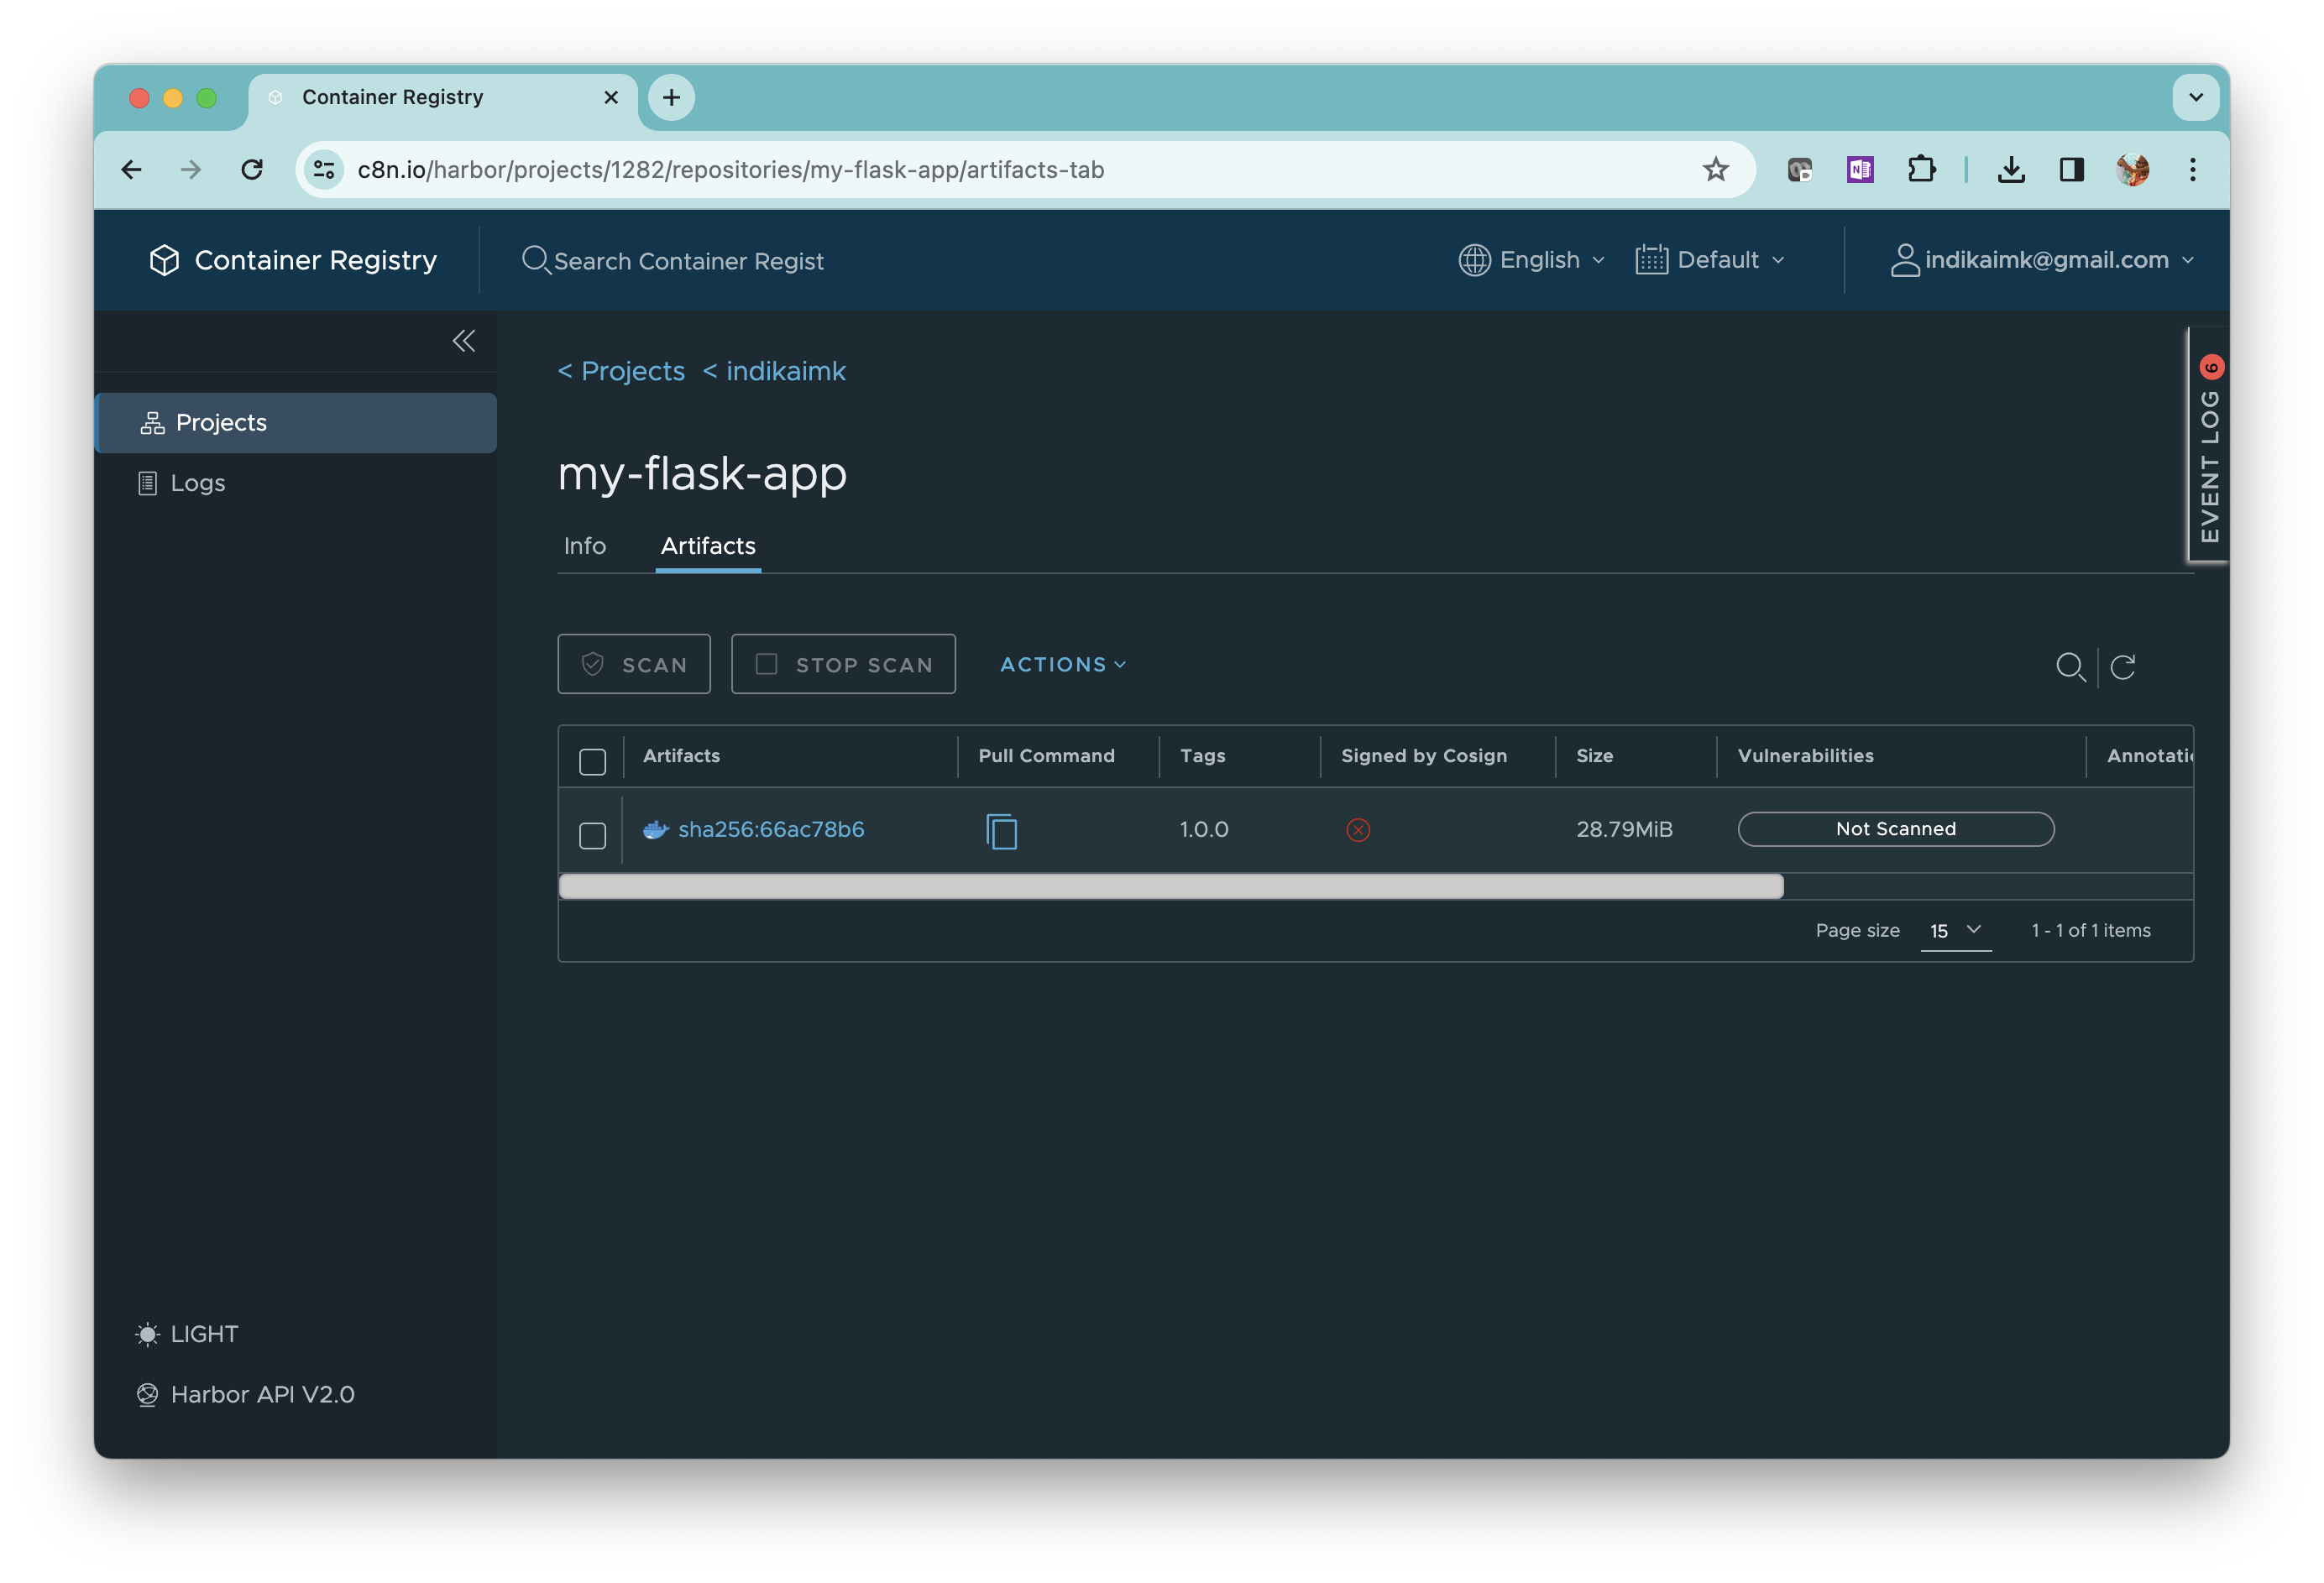 Container Registry
c8n.io/harbor/projects/1282/repositories/my-flask-app/artifacts-tab
Container Registry
Search Container Regist
English
Default
indikaimk@gmail.com
Projects
Logs
< Projects < indikaimk
EVENT LOG 6
my-flask-app
Info Artifacts
SCAN STOP SCAN ACTIONS
Artifacts Pull Command Tags Signed by Cosign Size Vulnerabilities Annotati
sha256:66ac78b6 1.0.0 28.79MiB Not Scanned
Page size 15 1 - 1 of 1 items
LIGHT
Harbor API V2.0